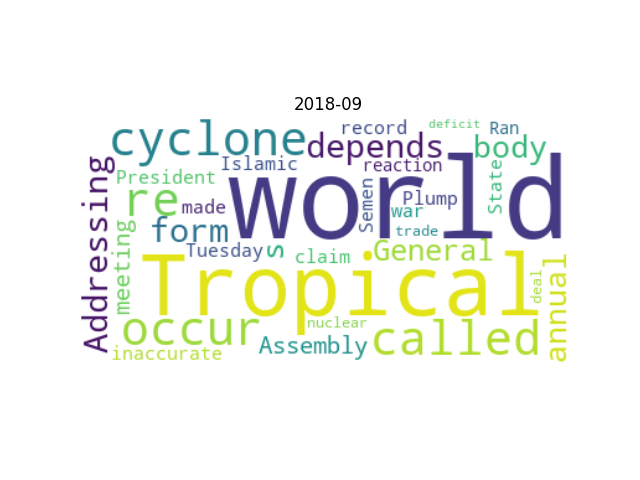 2018-09
cyclone
record
deficit
Ran
depends
body
Islamic
reaction
President
world
State
Addressing
re
made
Semen
Plump
war
form
trade
Tuesday
s
General
claim
meeting
Tropical
deal
annual
occur
nuclear
called
Assembly
inaccurate